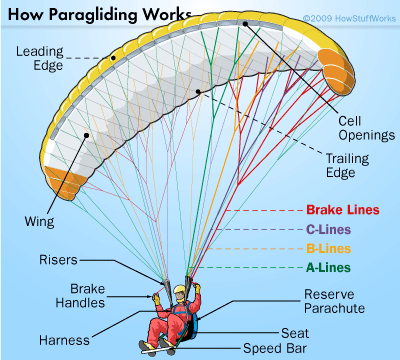 How Paragliding Works
©2009 HowStuffWorks
Leading
Edge
Cell
Openings
Trailing
Edge
Wing
Brake Lines
C-Lines
B-Lines
A-Lines
Risers
Brake
Handles
Reserve
Parachute
Harness
Seat
Speed Bar